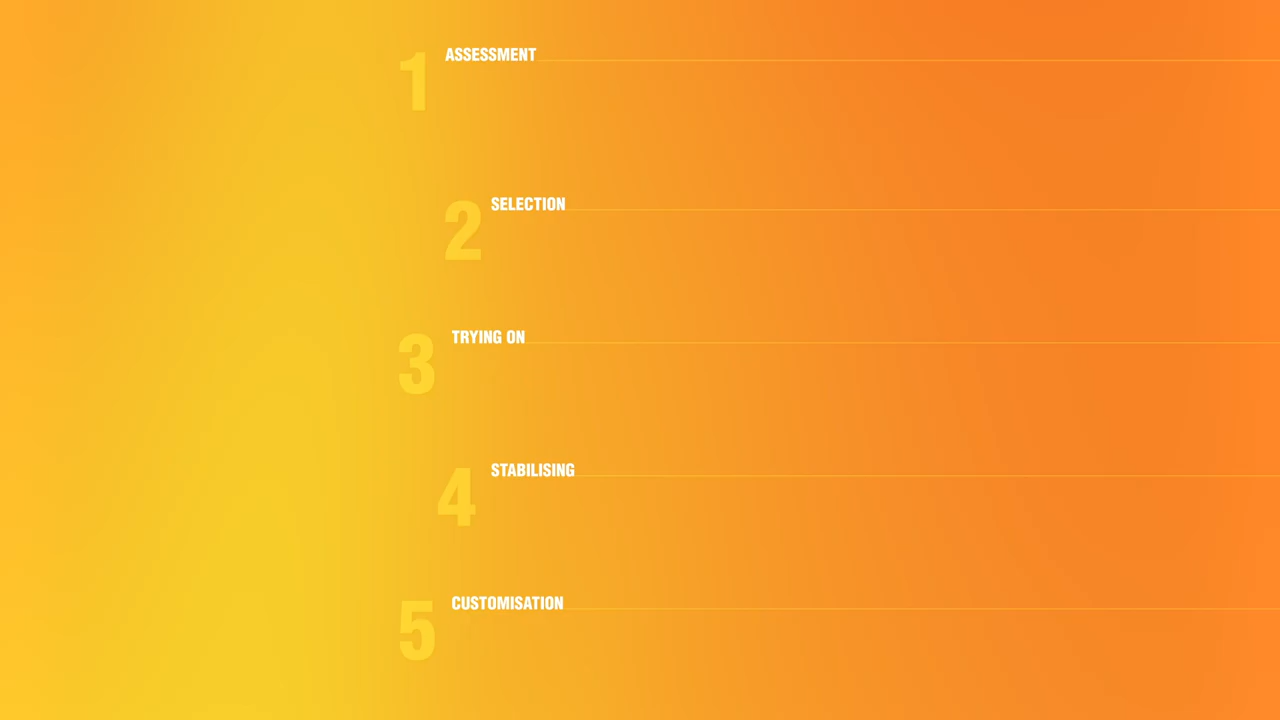 1 ASSESSMENT
2 SELECTION
3 TRYING ON
4 STABILISING
5 CUSTOMISATION